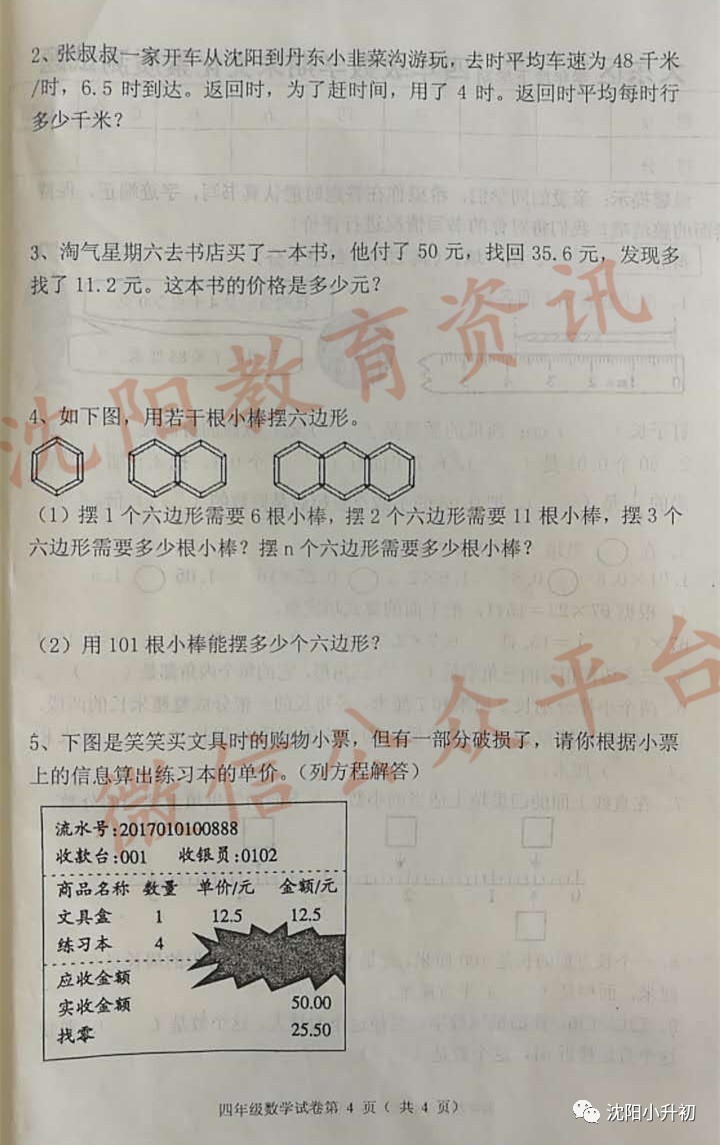 2、张叔叔一家开车从沈阳到丹东小韭菜沟游玩，去时平均车速为 48 千米
/时，6.5 时到达。返回时，为了赶时间，用了 4 时。返回时平均每时行
多少千米？
3、淘气星期六去书店买了一本书，他付了 50 元，找回 35.6 元，发现多
找了 11.2 元。这本书的价格是多少元？
沈阳教育资讯
4、如下图，用若干根小棒摆六边形。
（1）摆 1 个六边形需要 6 根小棒，摆 2 个六边形需要 11 根小棒，摆 3 个
六边形需要多少根小棒？摆 n 个六边形需要多少根小棒？
（2）用 101 根小棒能摆多少个六边形？
微信公众平台
5、下图是笑笑买文具时的购物小票，但有一部分破损了，请你根据小票
上的信息算出练习本的单价。（列方程解答）
流水号:2017010100888
收款台:001 收银员:0102
商品名称 数量 单价/元 金额/元
文具盒 1 12.5 12.5
练习本 4
应收金额
实收金额 50.00
找零 25.50
四年级数学试卷第 4 页（ 共 4 页）
沈阳小升初